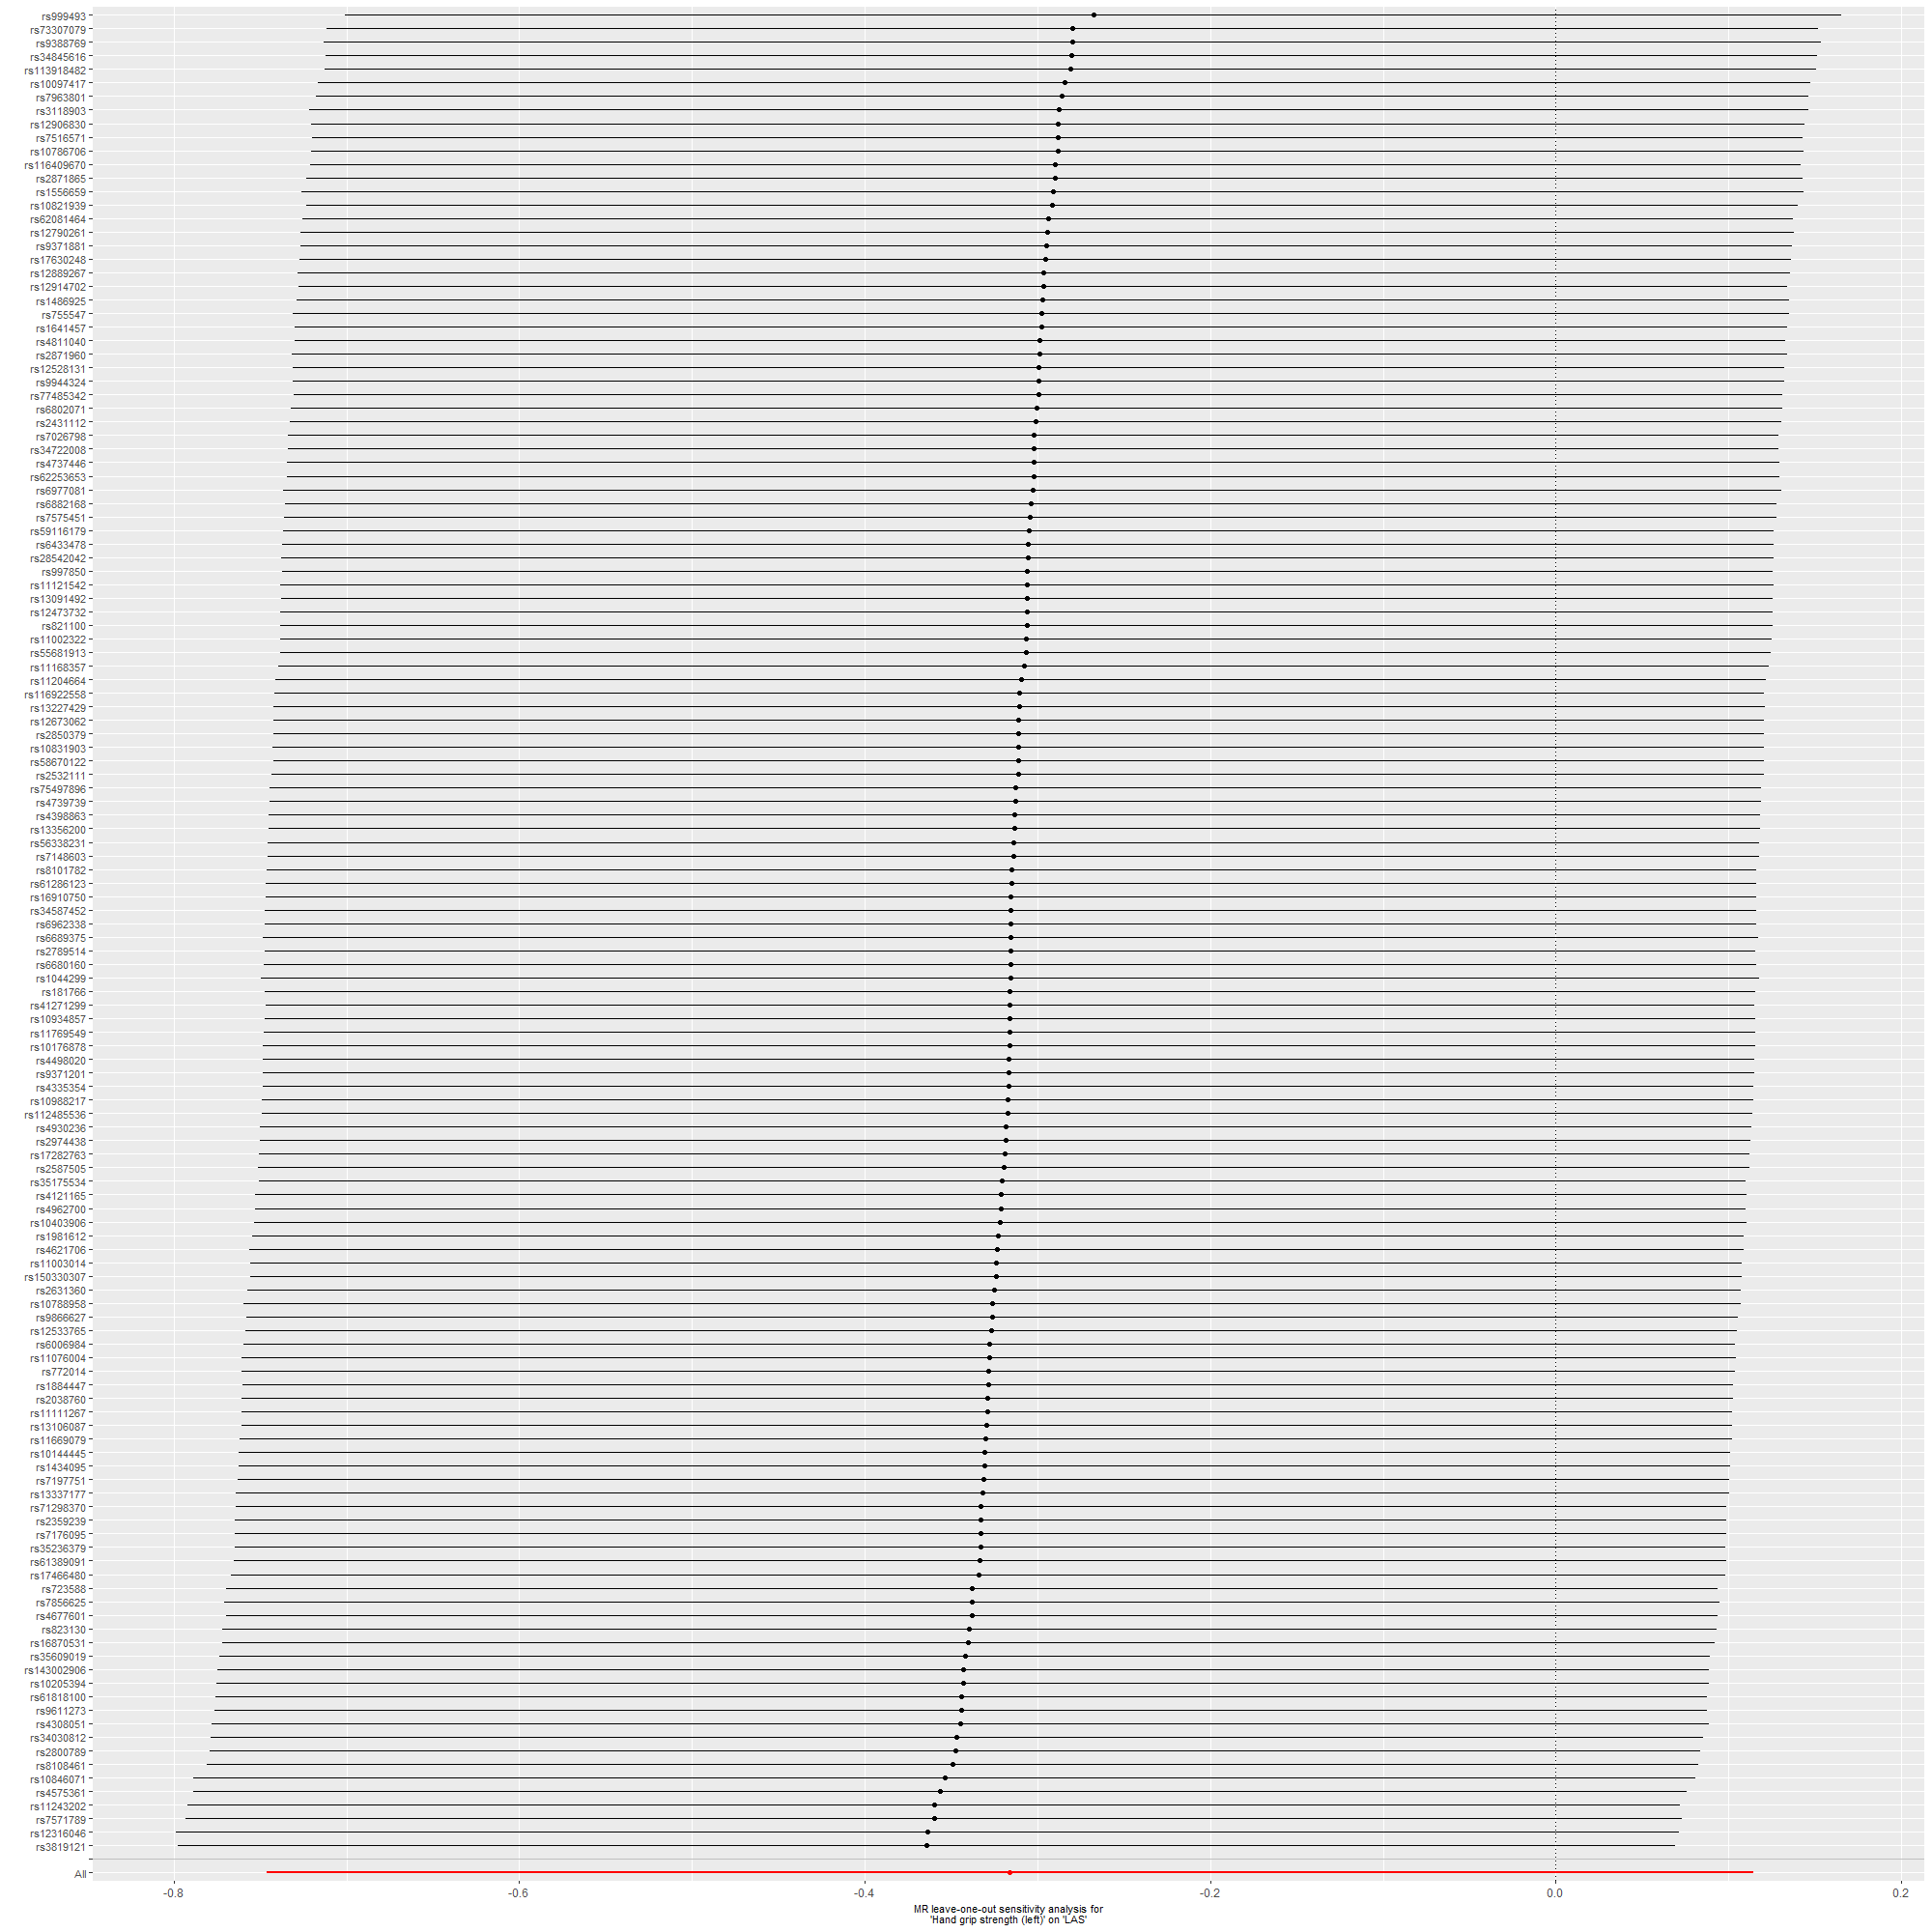 rs999493
rs73307079
rs9388769
rs34845616
rs113918482
rs10097417
rs7963801
rs3118903
rs12906830
rs7516571
rs10786706
rs116409670
rs2871865
rs1556659
rs10821939
rs62081464
rs12790261
rs9371881
rs17630248
rs12889267
rs12914702
rs1486925
rs755547
rs1641457
rs4811040
rs2871960
rs12528131
rs9944324
rs77485342
rs6802071
rs2431112
rs7026798
rs34722008
rs4737446
rs62253653
rs6977081
rs6882168
rs7575451
rs59116179
rs6433478
rs28542042
rs997850
rs11121542
rs13091492
rs12473732
rs821100
rs11002322
rs55681913
rs11168357
rs11204664
rs116922558
rs13227429
rs12673062
rs2850379
rs10831903
rs58670122
rs2532111
rs75497896
rs4739739
rs4398863
rs13356200
rs56338231
rs7148603
rs8101782
rs61286123
rs16910750
rs34587452
rs6962338
rs6689375
rs2789514
rs6680160
rs1044299
rs181766
rs41271299
rs10934857
rs11769549
rs10176878
rs4498020
rs9371201
rs4335354
rs10988217
rs112485536
rs4930236
rs2974438
rs17282763
rs2587505
rs35175534
rs4121165
rs4962700
rs10403906
rs1981612
rs4621706
rs11003014
rs150330307
rs2631360
rs10788958
rs9866627
rs12533765
rs6006984
rs11076004
rs772014
rs1884447
rs2038760
rs11111267
rs13106087
rs11669079
rs10144445
rs1434095
rs7197751
rs13337177
rs71298370
rs2359239
rs7176095
rs35236379
rs61389091
rs17466480
rs723588
rs7856625
rs4677601
rs823130
rs16870531
rs35609019
rs143002906
rs10205394
rs61818100
rs9611273
rs4308051
rs34030812
rs2800789
rs8108461
rs10846071
rs4575361
rs11243202
rs7571789
rs12316046
rs3819121
All
-0.8 -0.6 -0.4 -0.2 0.0 0.2
MR leave-one-out sensitivity analysis for
'Hand grip strength (left)' on 'LAS'